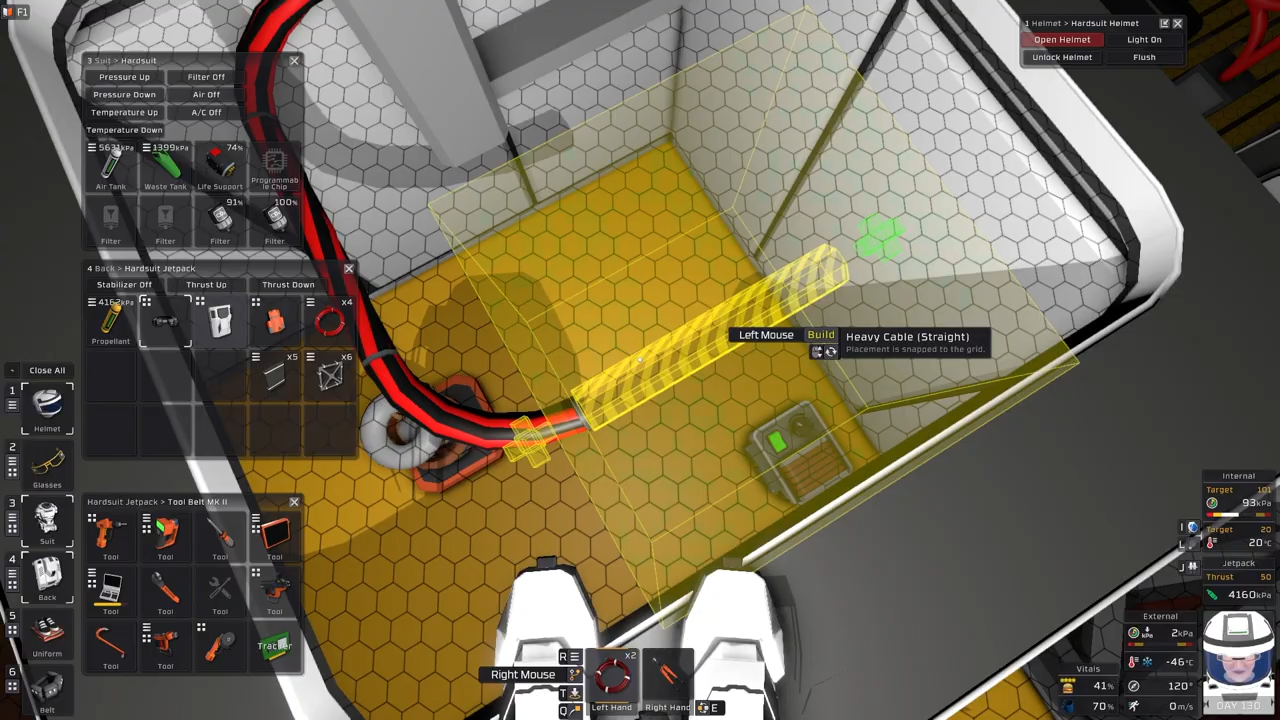 F1
3 Suit > Hardsuit
Pressure Up
Filter Off
Pressure Down
Air Off
Temperature Up
A/C Off
Temperature Down
5631kPa
1399kPa
74%
Air Tank
Waste Tank
Life Support
Programmab
le Chip
91%
100%
Filter
Filter
Filter
Filter
4 Back > Hardsuit Jetpack
Stabilizer Off
Thrust Up
Thrust Down
4162kPa
x4
Propellant
x5
x6
Close All
1
Helmet
2
Glasses
3
Suit
4
Back
5
Uniform
6
Belt
Hardsuit Jetpack > Tool Belt MK II
Tool
Tool
Tool
Tool
Tool
Tool
Tool
Tool
Tool
Tool
Tool
Tracker
1 Helmet > Hardsuit Helmet
Open Helmet
Light On
Unlock Helmet
Flush
Left Mouse
Build
Heavy Cable (Straight)
Placement is snapped to the grid.
Right Mouse
R
T
Q
x2
Left Hand
Right Hand
E
Internal
Target 101
93kPa
Target 20
20°C
Jetpack
Thrust 50
4160kPa
External
kPa
2kPa
-46°C
120°
0m/s
Vitals
41%
70%
DAY 130